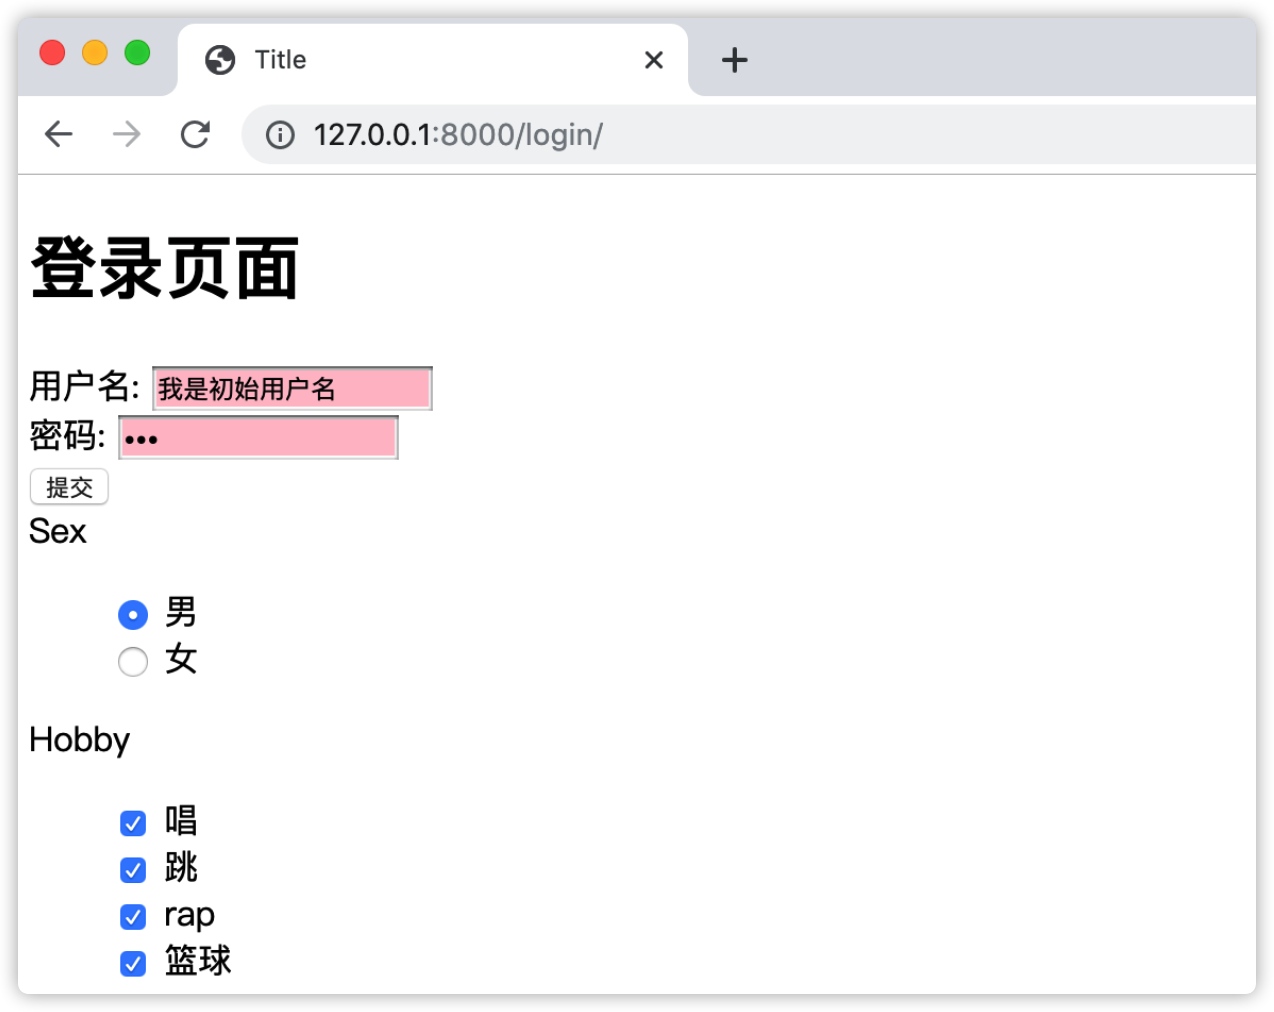 Title
127.0.0.1:8000/login/
登录页面
用户名: 我是初始用户名
密码: •••
提交
Sex
男
女
Hobby
唱
跳
rap
篮球